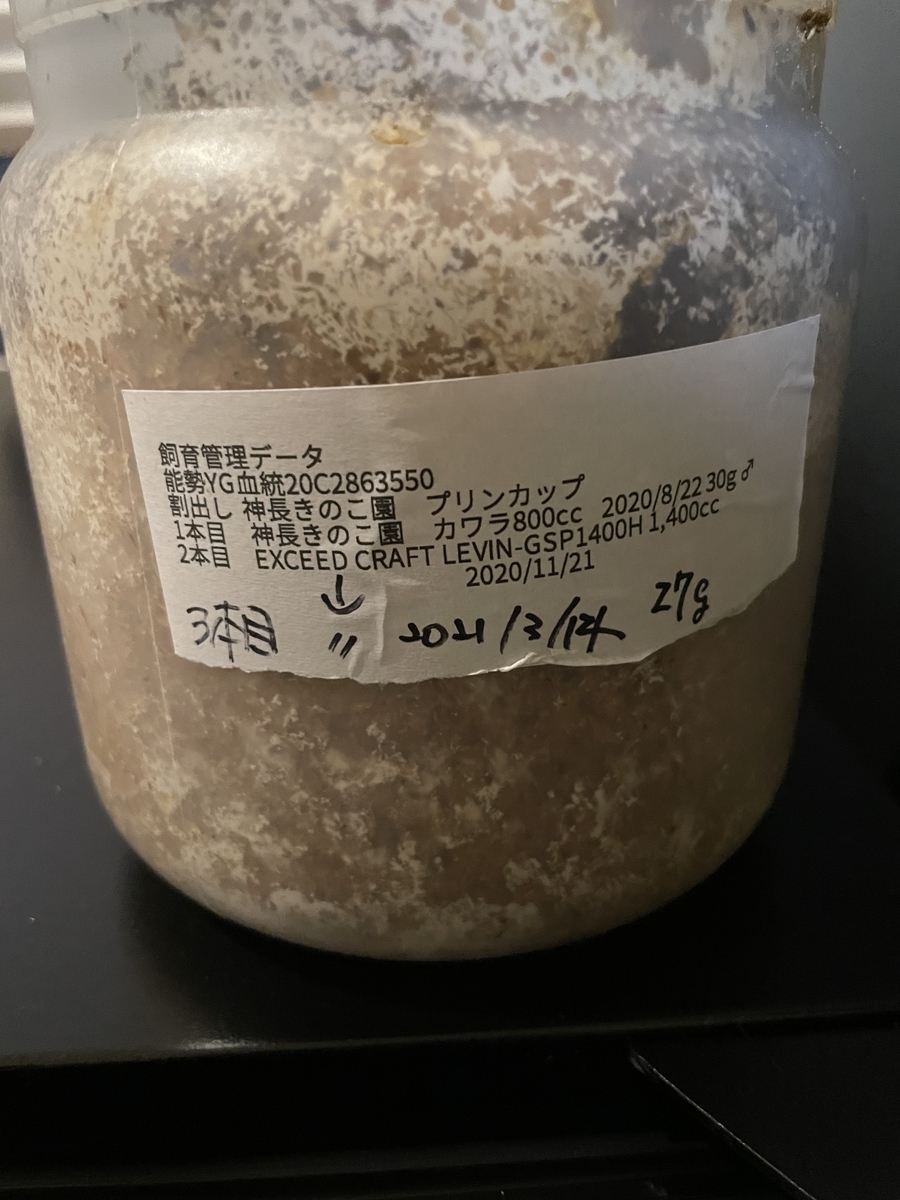 飼育管理データ
能勢YG血統20C2863550
割出し 神長きのこ園 プリンカップ
1本目 神長きのこ園 カワラ800cc 2020/8/22 30g♂
2本目 EXCEED CRAFT LEVIN-GSP1400H 1,400cc
2020/11/21
↓
3本目 〃 2021/3/14 27g